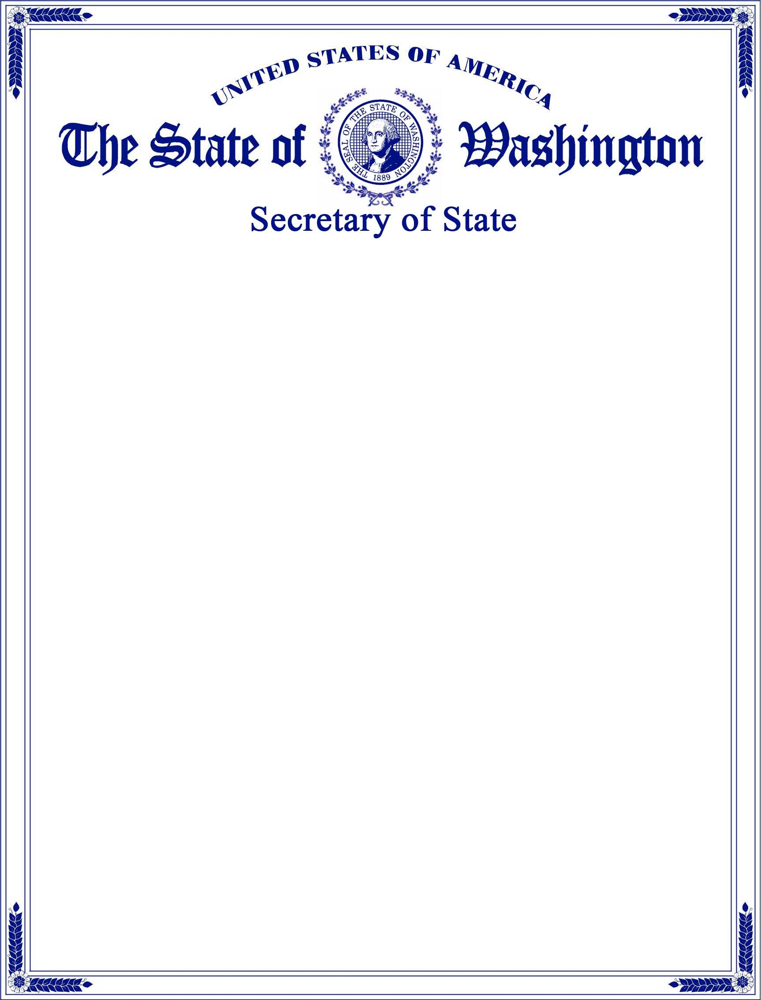 UNITED STATES OF AMERICA
The State of Washington
THE SEAL OF THE STATE OF WASHINGTON
1889
Secretary of State